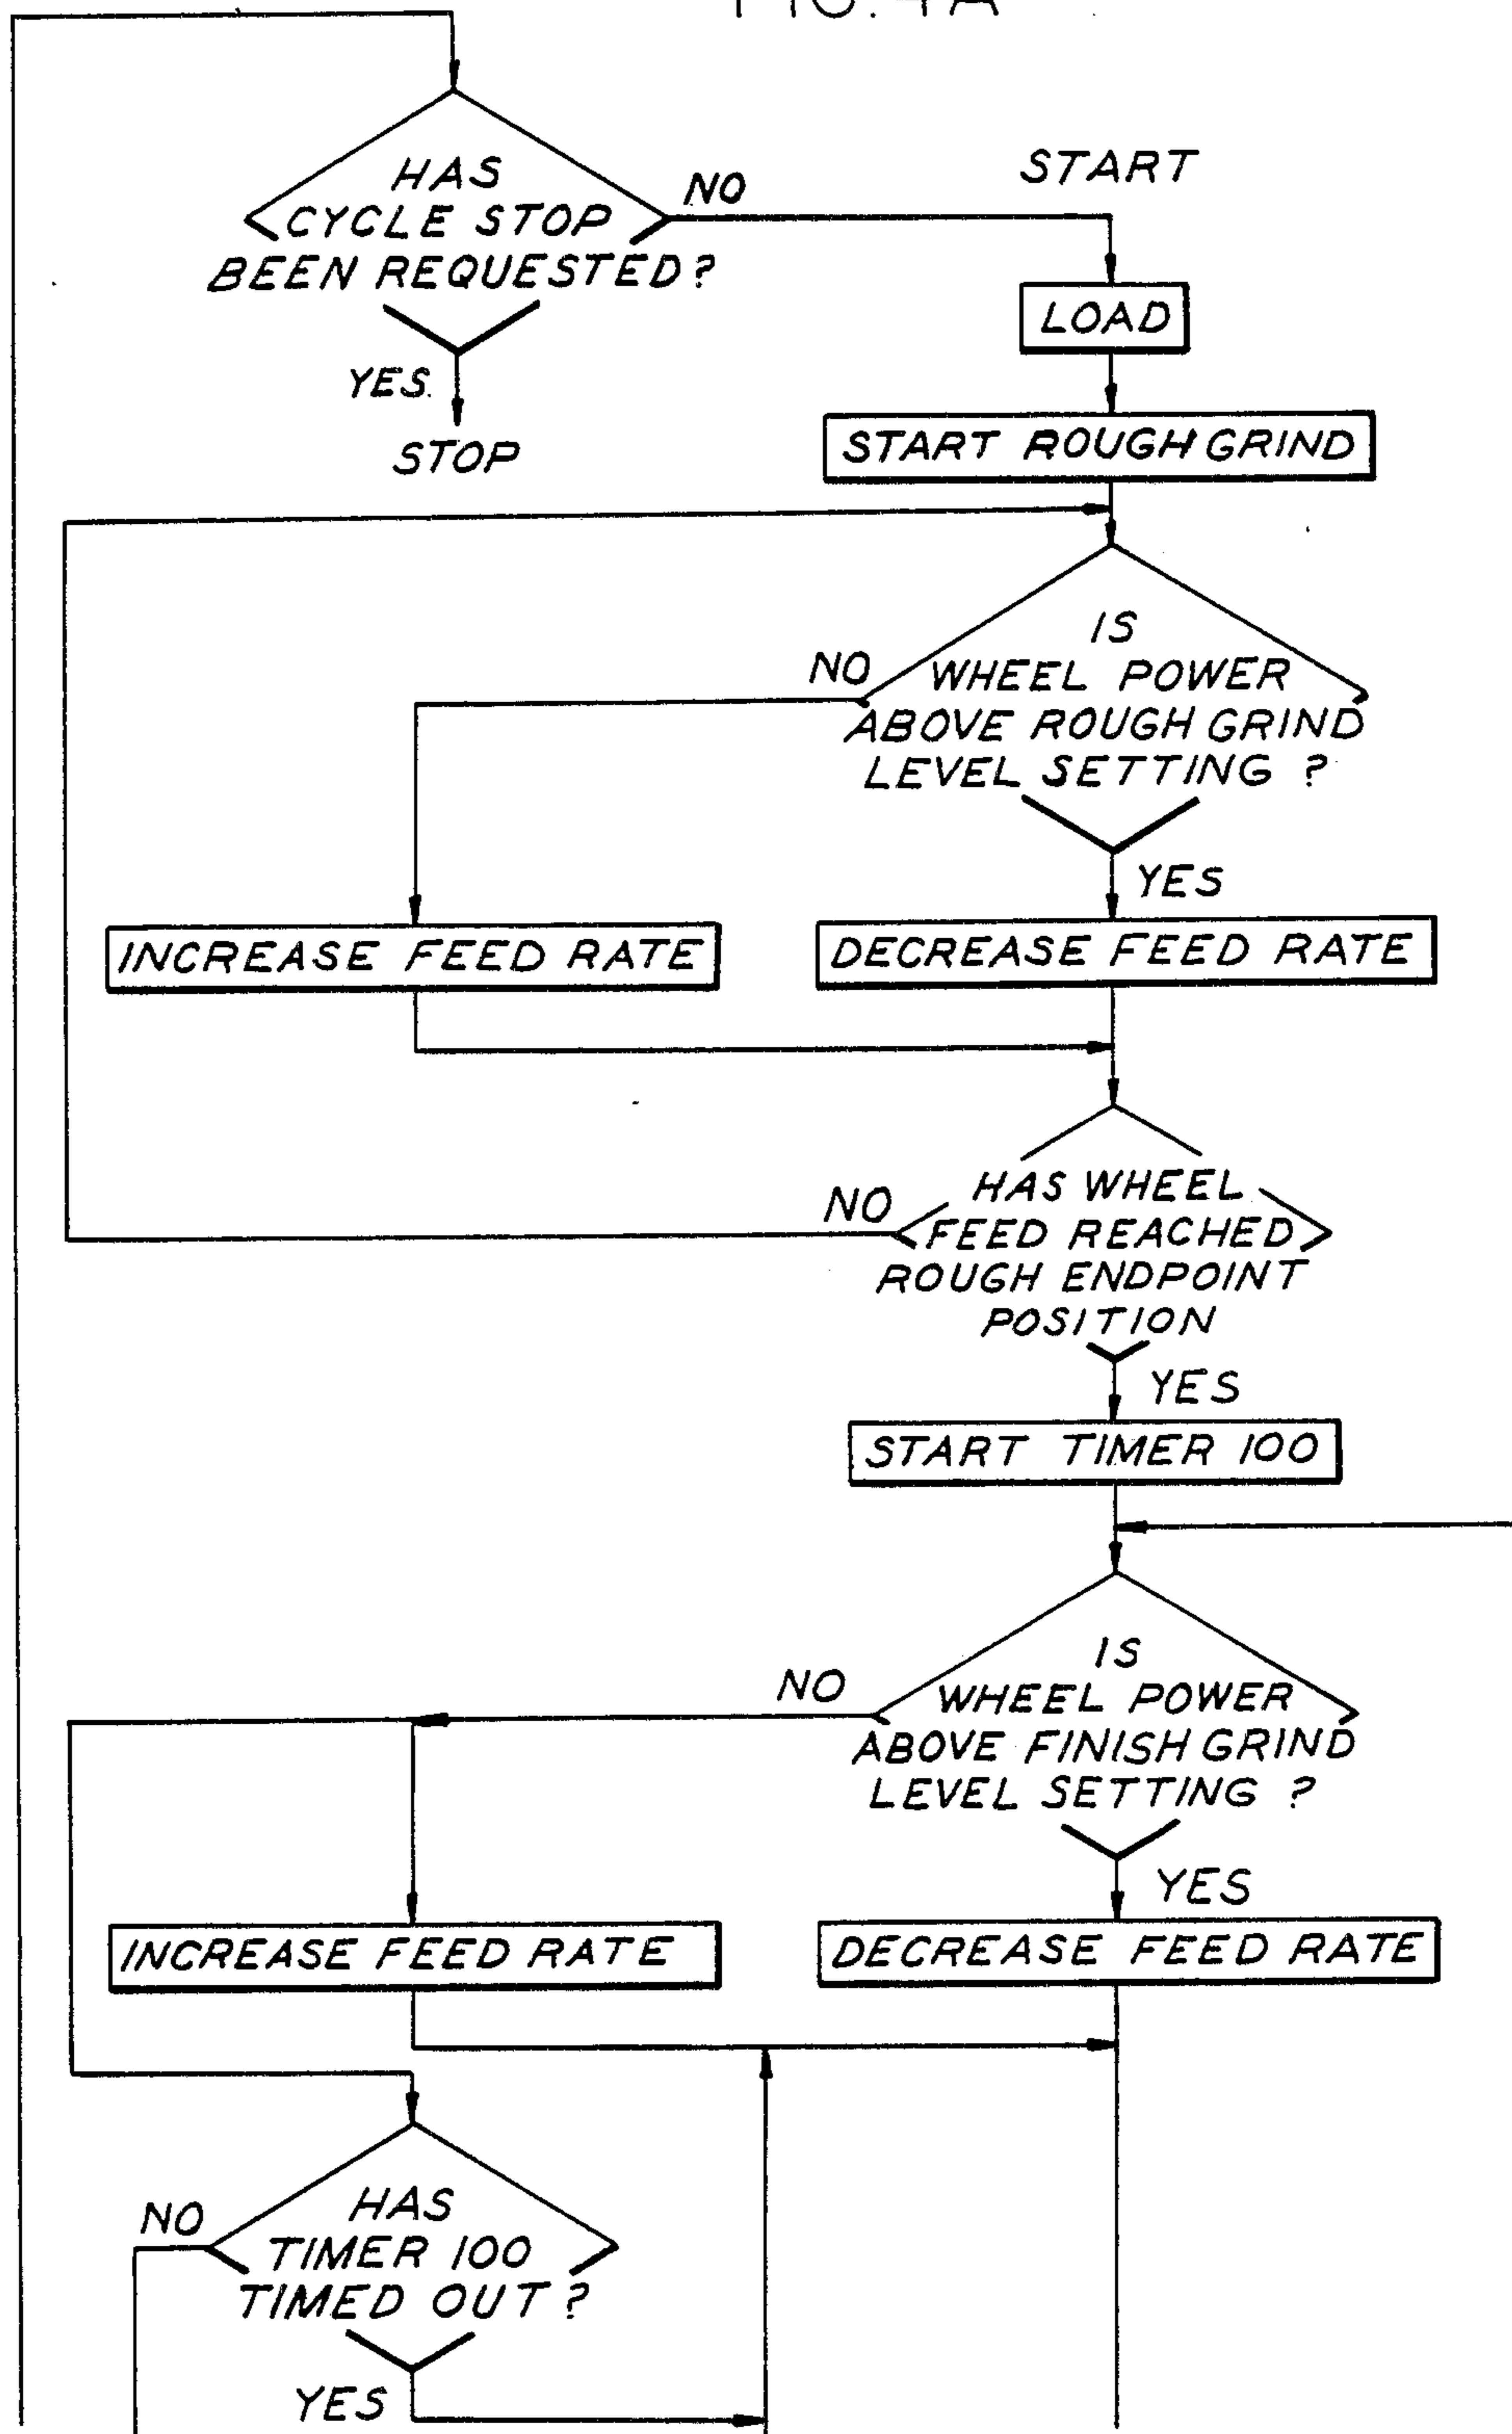 FIG. 4A
HAS
CYCLE STOP
BEEN REQUESTED?
NO
YES.
STOP
START
LOAD
START ROUGH GRIND
IS
WHEEL POWER
ABOVE ROUGH GRIND
LEVEL SETTING ?
NO
YES
INCREASE FEED RATE
DECREASE FEED RATE
HAS WHEEL
FEED REACHED
ROUGH ENDPOINT
POSITION
NO
YES
START TIMER 100
IS
WHEEL POWER
ABOVE FINISH GRIND
LEVEL SETTING ?
NO
YES
INCREASE FEED RATE
DECREASE FEED RATE
HAS
TIMER 100
TIMED OUT ?
NO
YES